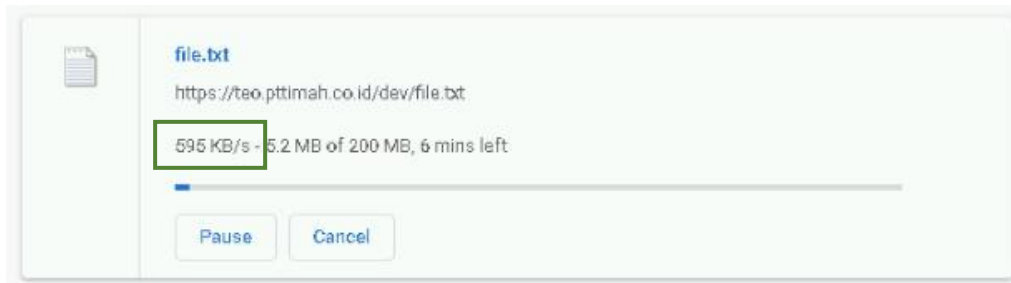 file.txt
https://teo.pttimah.co.id/dev/file.txt
595 KB/s - 5.2 MB of 200 MB, 6 mins left
Pause
Cancel